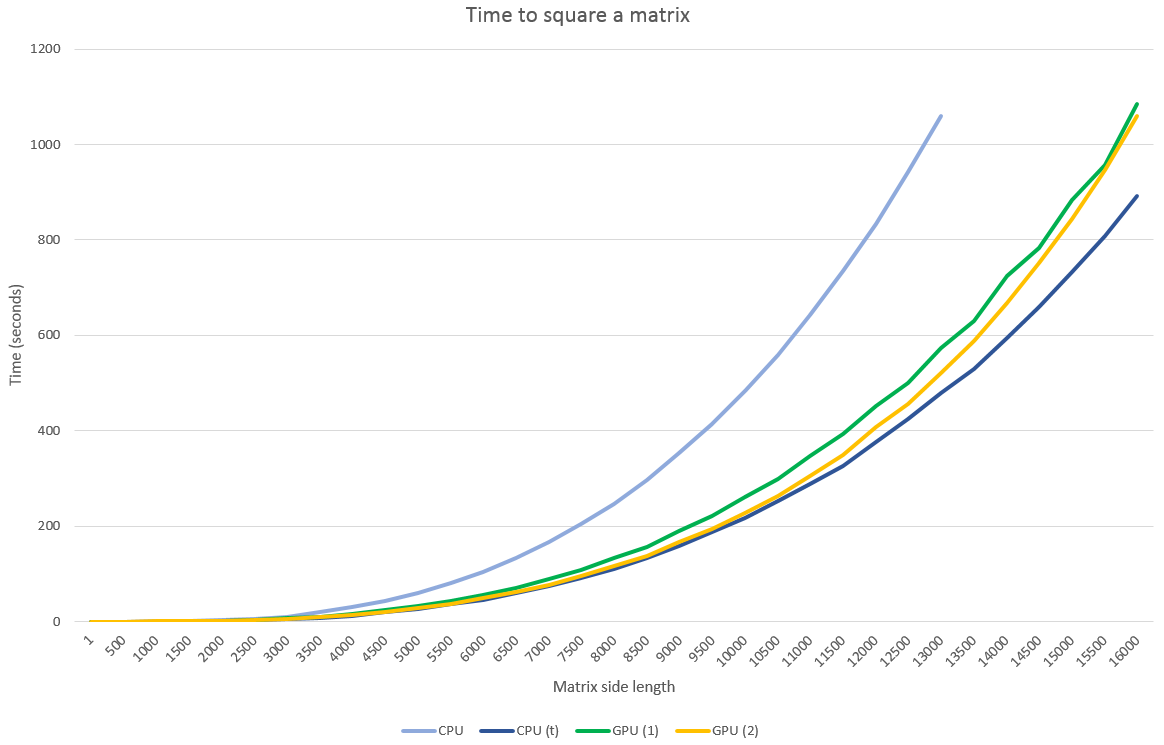 Time to square a matrix
1200
1000
800
600
400
200
0
Time (seconds)
1 500 1000 1500 2000 2500 3000 3500 4000 4500 5000 5500 6000 6500 7000 7500 8000 8500 9000 9500 10000 10500 11000 11500 12000 12500 13000 13500 14000 14500 15000 15500 16000
Matrix side length
CPU CPU (t) GPU (1) GPU (2)